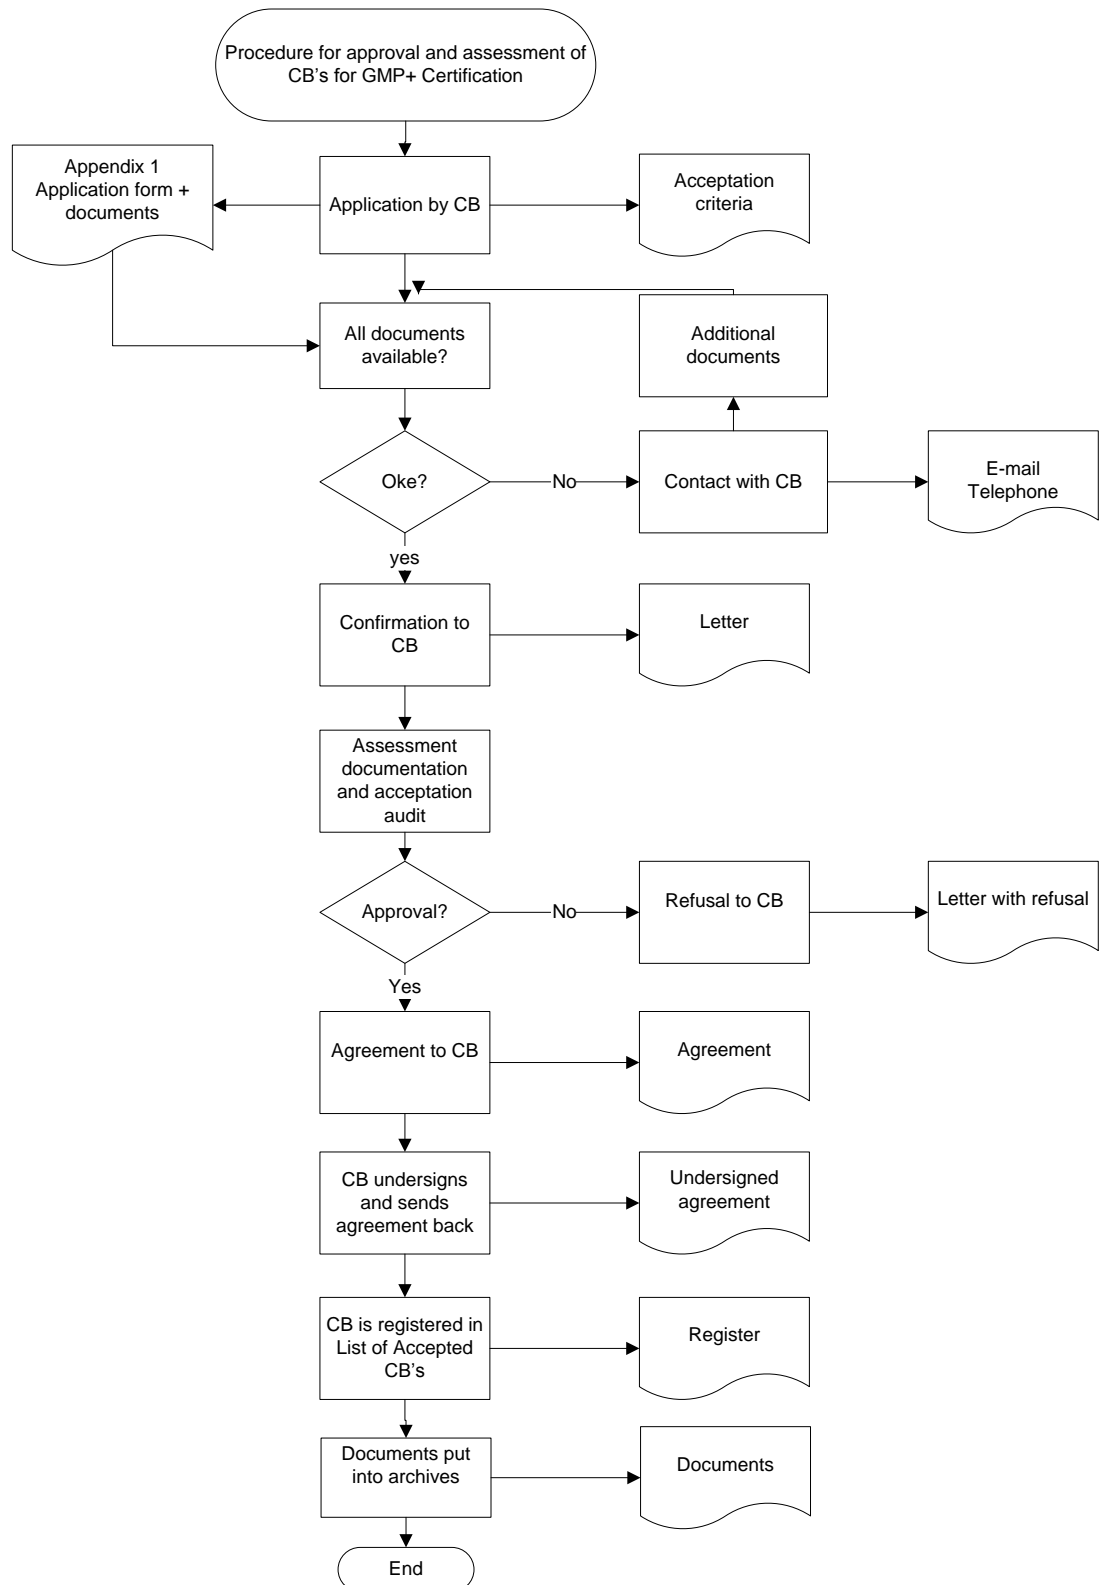 Procedure for approval and assessment of
CB's for GMP+ Certification
Appendix 1
Application form +
documents
Application by CB
Acceptation
criteria
All documents
available?
Additional
documents
Oke?
No
Contact with CB
E-mail
Telephone
yes
Confirmation to
CB
Letter
Assessment
documentation
and acceptation
audit
Approval?
No
Refusal to CB
Letter with refusal
Yes
Agreement to CB
Agreement
CB undersigns
and sends
agreement back
Undersigned
agreement
CB is registered in
List of Accepted
CB's
Register
Documents put
into archives
Documents
End